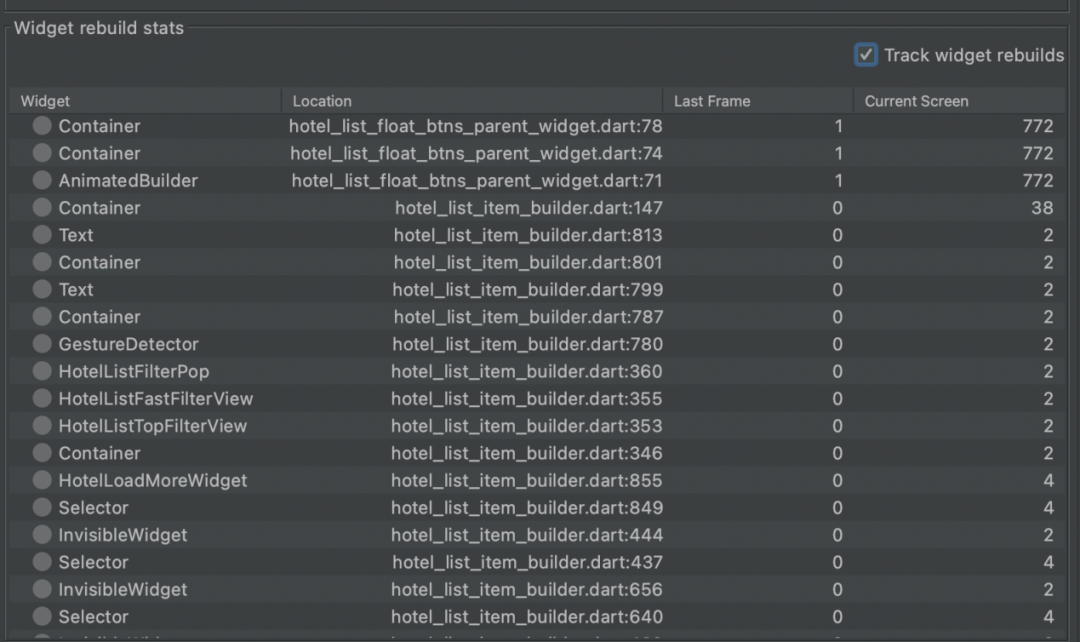 Widget rebuild stats
Track widget rebuilds
Widget Location Last Frame Current Screen
Container hotel_list_float_btns_parent_widget.dart:78 1 772
Container hotel_list_float_btns_parent_widget.dart:74 1 772
AnimatedBuilder hotel_list_float_btns_parent_widget.dart:71 1 772
Container hotel_list_item_builder.dart:147 0 38
Text hotel_list_item_builder.dart:813 0 2
Container hotel_list_item_builder.dart:801 0 2
Text hotel_list_item_builder.dart:799 0 2
Container hotel_list_item_builder.dart:787 0 2
GestureDetector hotel_list_item_builder.dart:780 0 2
HotelListFilterPop hotel_list_item_builder.dart:360 0 2
HotelListFastFilterView hotel_list_item_builder.dart:355 0 2
HotelListTopFilterView hotel_list_item_builder.dart:353 0 2
Container hotel_list_item_builder.dart:346 0 2
HotelLoadMoreWidget hotel_list_item_builder.dart:855 0 4
Selector hotel_list_item_builder.dart:849 0 4
InvisibleWidget hotel_list_item_builder.dart:444 0 2
Selector hotel_list_item_builder.dart:437 0 4
InvisibleWidget hotel_list_item_builder.dart:656 0 2
Selector hotel_list_item_builder.dart:640 0 4